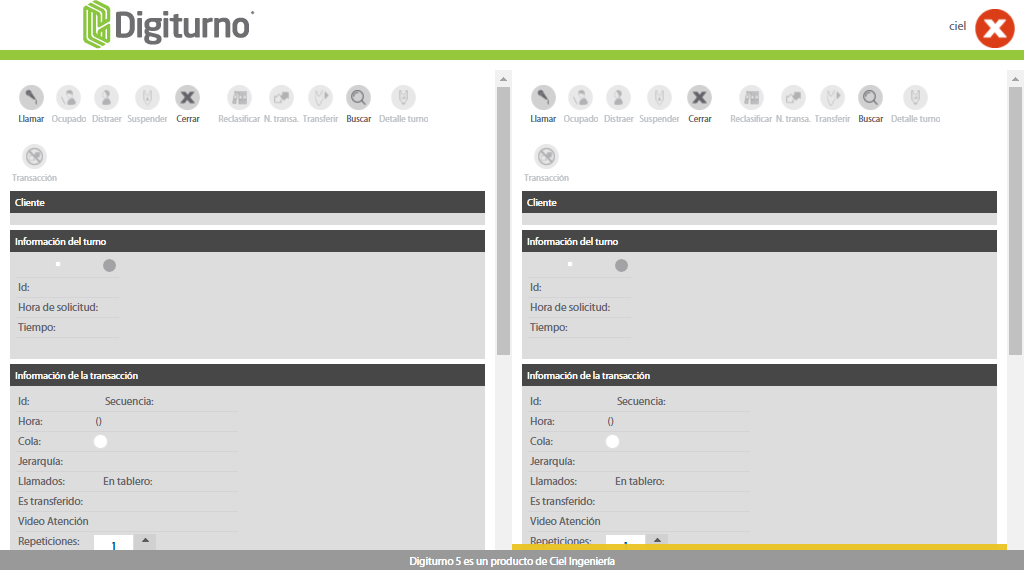 Digiturno
ciel
Llamar Ocupado Distraer Suspender Cerrar Reclasificar N. transa. Transferir Buscar Detalle turno
Transacción
Cliente
Información del turno
Id:
Hora de solicitud:
Tiempo:
Información de la transacción
Id: Secuencia:
Hora: ()
Cola:
Jerarquía:
Llamados: En tablero:
Es transferido:
Video Atención
Repeticiones: 1
Llamar Ocupado Distraer Suspender Cerrar Reclasificar N. transa. Transferir Buscar Detalle turno
Transacción
Cliente
Información del turno
Id:
Hora de solicitud:
Tiempo:
Información de la transacción
Id: Secuencia:
Hora: ()
Cola:
Jerarquía:
Llamados: En tablero:
Es transferido:
Video Atención
Repeticiones: 1
Digiturno 5 es un producto de Ciel Ingeniería